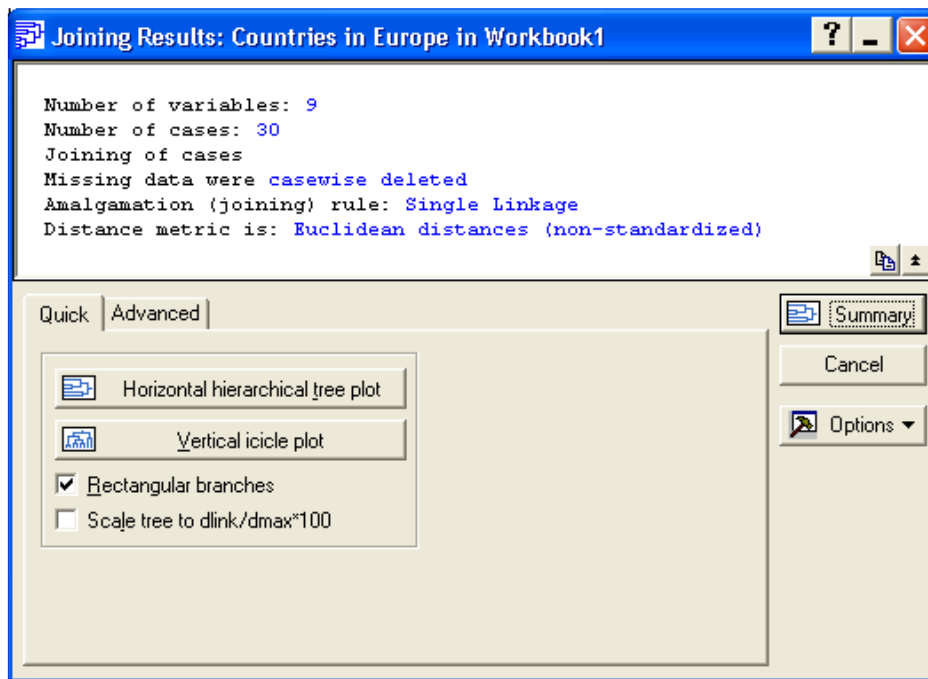 Joining Results: Countries in Europe in Workbook1
Number of variables: 9
Number of cases: 30
Joining of cases
Missing data were casewise deleted
Amalgamation (joining) rule: Single Linkage
Distance metric is: Euclidean distances (non-standardized)
Quick
Advanced
Summary
Horizontal hierarchical tree plot
Cancel
Vertical icicle plot
Options
Rectangular branches
Scale tree to dlink/dmax*100